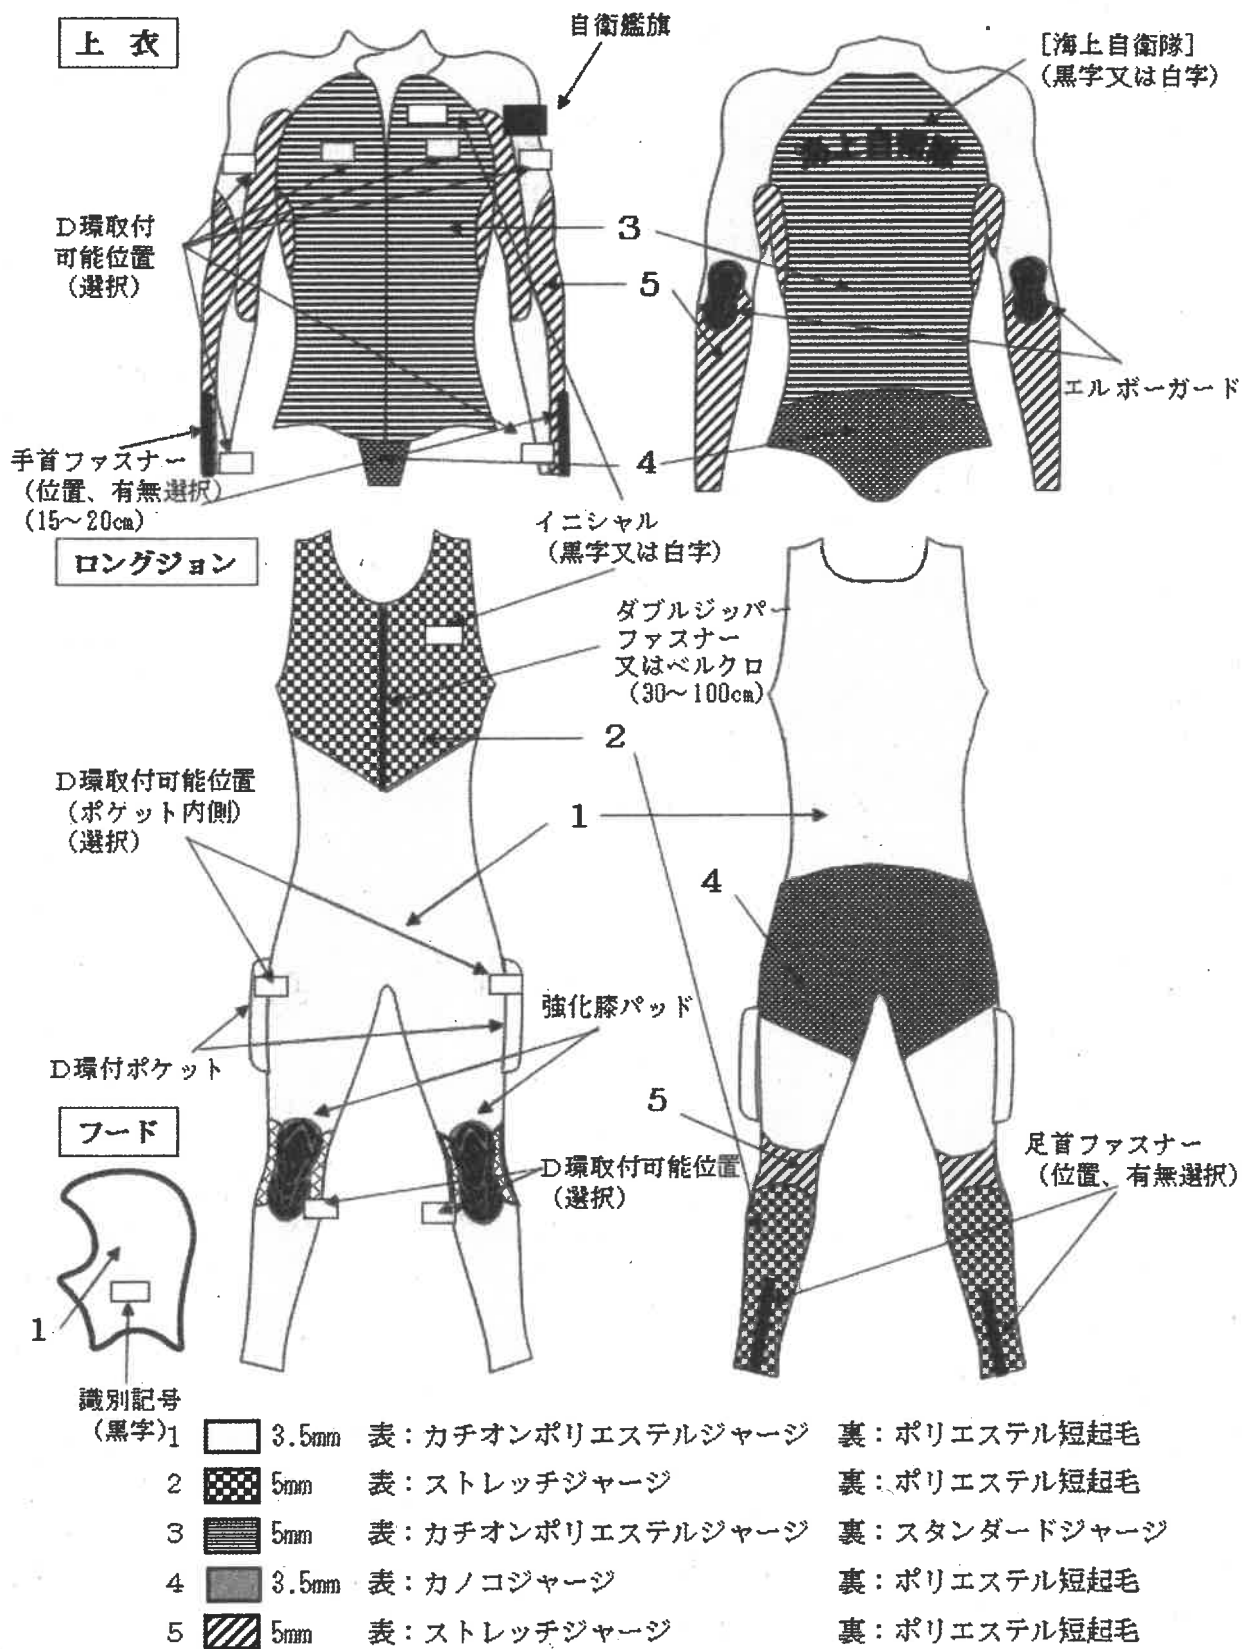 上 衣
自衛艦旗
[海上自衛隊]
(黒字又は白字)
海上自衛隊
D環取付
可能位置
(選択)
3
5
エルボーガード
手首ファスナー
(位置、有無選択)
(15～20cm)
4
イニシャル
(黒字又は白字)
ロングジョン
ダブルジッパー
ファスナー
又はベルクロ
(30～100cm)
2
D環取付可能位置
(ポケット内側)
(選択)
1
4
強化膝パッド
D環付ポケット
5
フード
足首ファスナー
(位置、有無選択)
D環取付可能位置
(選択)
1
識別記号
(黒字)
1 3.5mm 表：カチオンポリエステルジャージ 裏：ポリエステル短起毛
2 5mm 表：ストレッチジャージ 裏：ポリエステル短起毛
3 5mm 表：カチオンポリエステルジャージ 裏：スタンダードジャージ
4 3.5mm 表：カノコジャージ 裏：ポリエステル短起毛
5 5mm 表：ストレッチジャージ 裏：ポリエステル短起毛